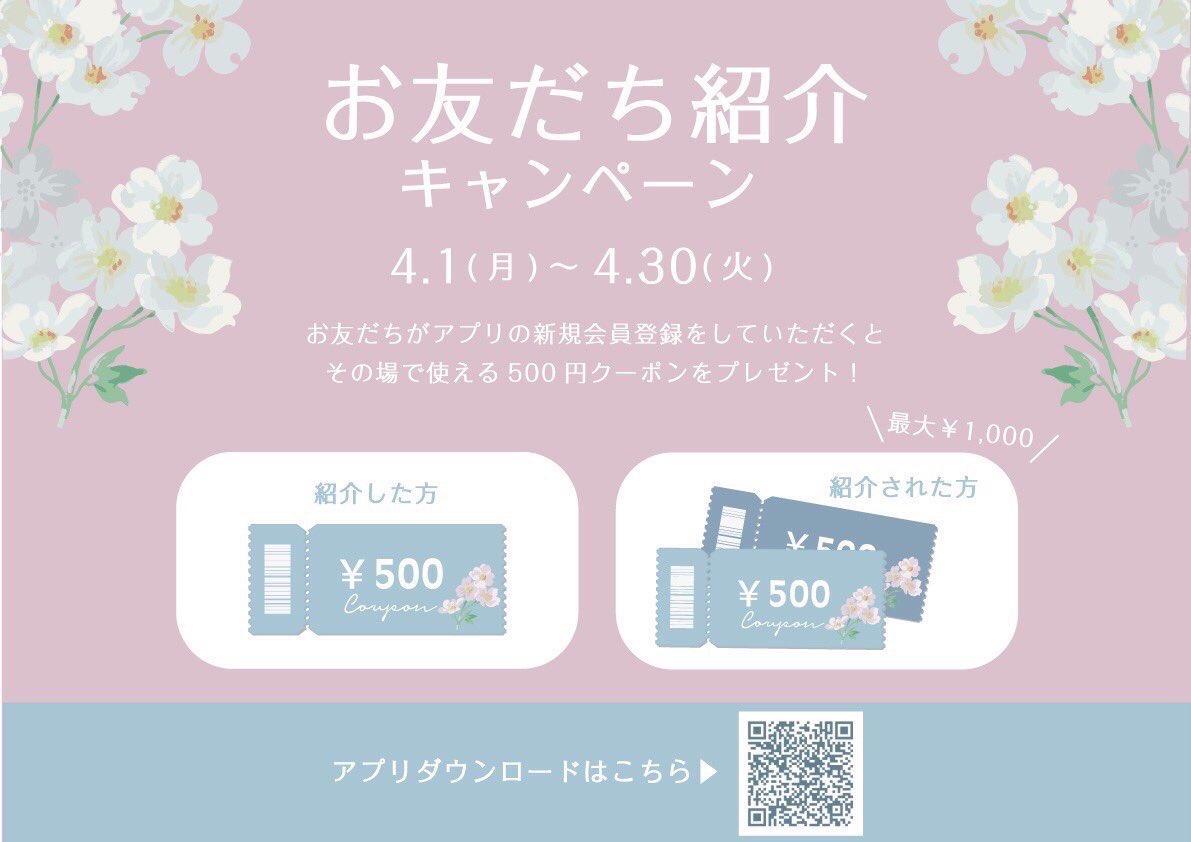 お友だち紹介
キャンペーン
4.1(月)～4.30(火)
お友だちがアプリの新規会員登録をしていただくと
その場で使える500円クーポンをプレゼント！
最大￥1,000
紹介した方
￥500
Coupon
紹介された方
￥500
￥500
Coupon
アプリダウンロードはこちら▶